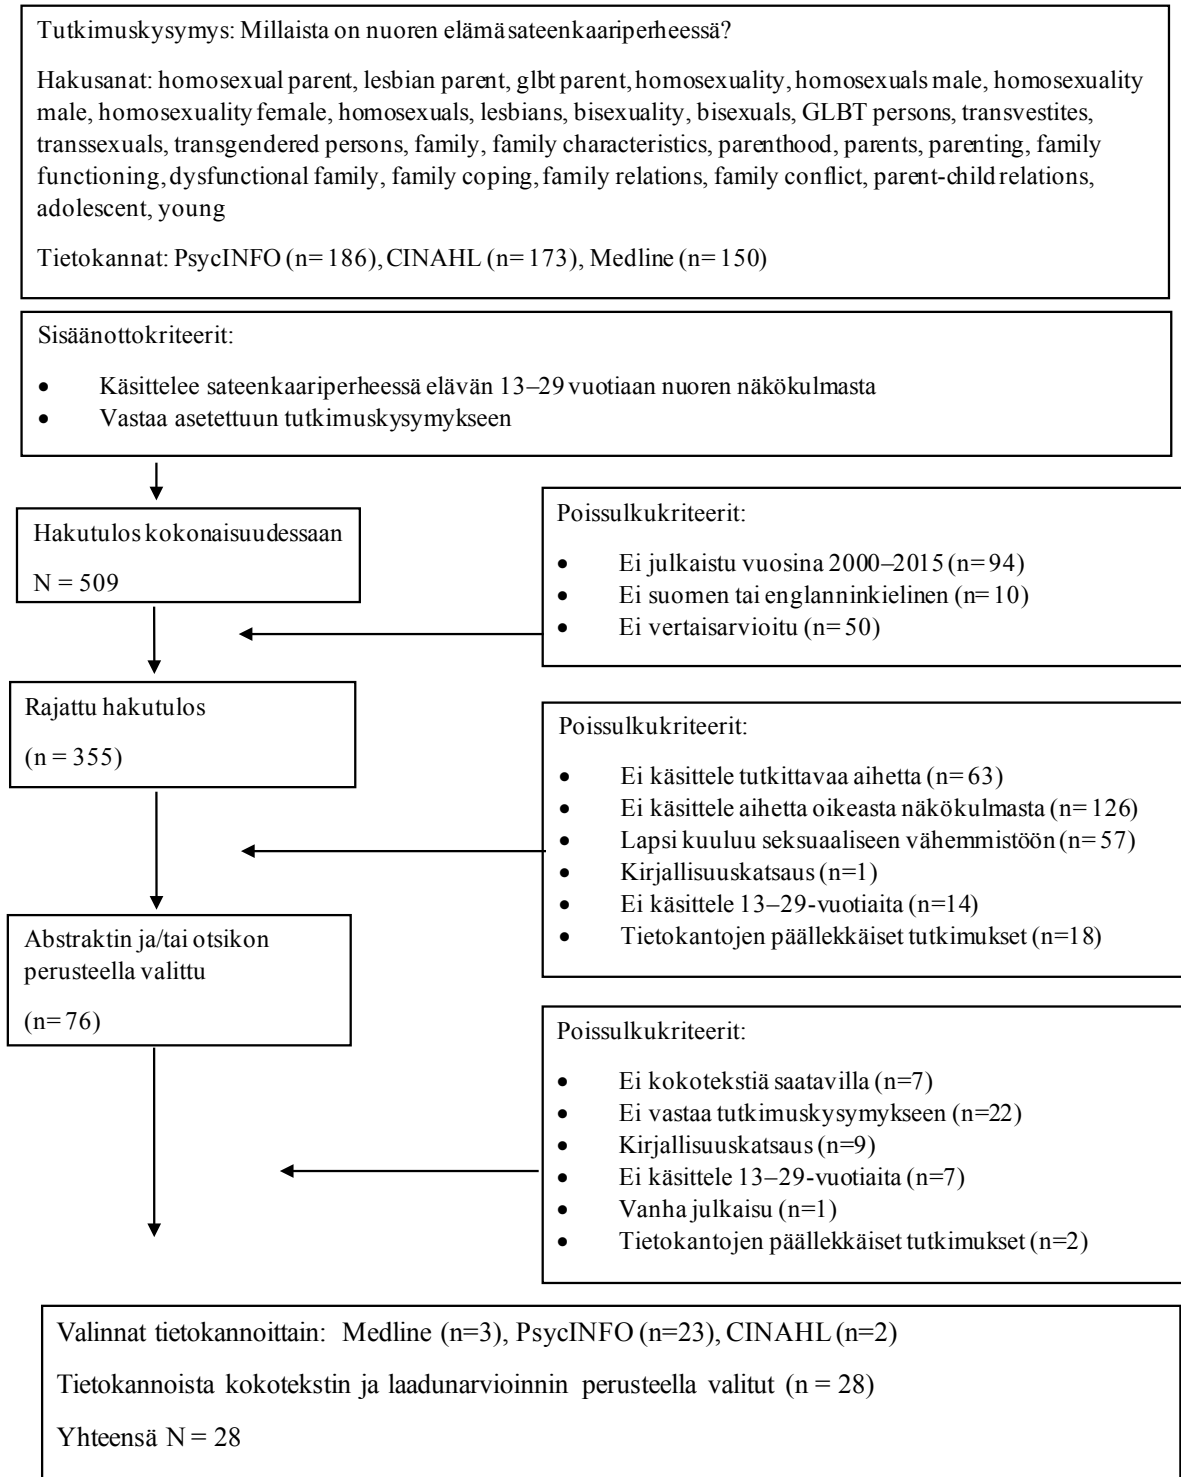 Tutkimuskysymys: Millaista on nuoren elämä sateenkaariperheessä?
Hakusanat: homosexual parent, lesbian parent, glbt parent, homosexuality, homosexuals male, homosexuality
male, homosexuality female, homosexuals, lesbians, bisexuality, bisexuals, GLBT persons, transvestites,
transsexuals, transgendered persons, family, family characteristics, parenthood, parents, parenting, family
functioning, dysfunctional family, family coping, family relations, family conflict, parent-child relations,
adolescent, young
Tietokannat: PsycINFO (n= 186), CINAHL (n= 173), Medline (n= 150)
Sisäänottokriteerit:
• Käsittelee sateenkaariperheessä elävän 13–29 vuotiaan nuoren näkökulmasta
• Vastaa asetettuun tutkimuskysymykseen
Hakutulos kokonaisuudessaan
N = 509
Poissulkukriteerit:
• Ei julkaistu vuosina 2000–2015 (n= 94)
• Ei suomen tai englanninkielinen (n= 10)
• Ei vertaisarvioitu (n= 50)
Rajattu hakutulos
(n = 355)
Poissulkukriteerit:
• Ei käsittele tutkittavaa aihetta (n= 63)
• Ei käsittele aihetta oikeasta näkökulmasta (n= 126)
• Lapsi kuuluu seksuaaliseen vähemmistöön (n= 57)
• Kirjallisuuskatsaus (n=1)
• Ei käsittele 13–29-vuotiaita (n=14)
• Tietokantojen päällekkäiset tutkimukset (n=18)
Abstraktin ja/tai otsikon
perusteella valittu
(n= 76)
Poissulkukriteerit:
• Ei kokotekstiä saatavilla (n=7)
• Ei vastaa tutkimuskysymykseen (n=22)
• Kirjallisuuskatsaus (n=9)
• Ei käsittele 13–29-vuotiaita (n=7)
• Vanha julkaisu (n=1)
• Tietokantojen päällekkäiset tutkimukset (n=2)
Valinnat tietokannoittain: Medline (n=3), PsycINFO (n=23), CINAHL (n=2)
Tietokannoista kokotekstin ja laadunarvioinnin perusteella valitut (n = 28)
Yhteensä N = 28